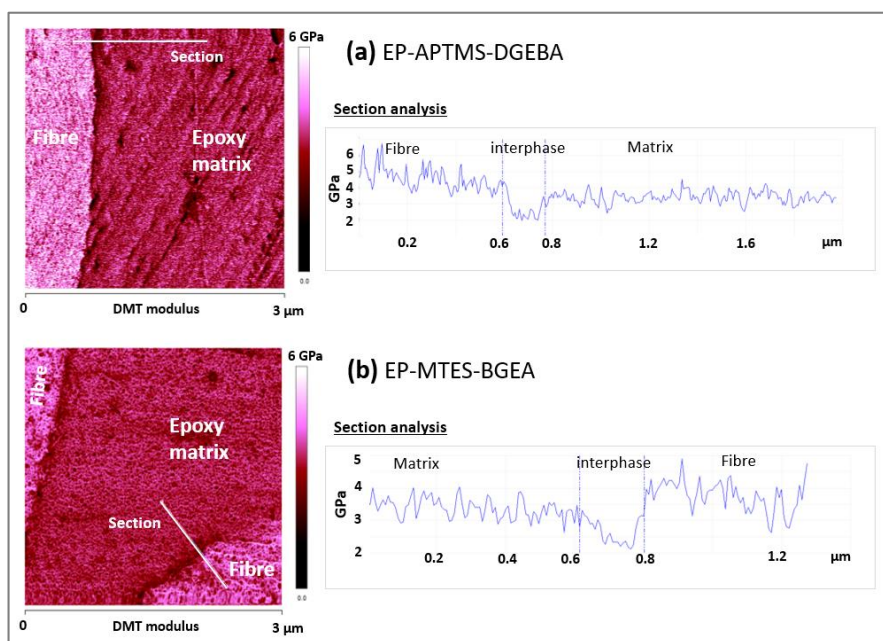 6 GPa
Section
Fibre
Epoxy
matrix
0.0
0
DMT modulus
3 µm
(a) EP-APTMS-DGEBA
Section analysis
Fibre
interphase
Matrix
GPa
6
5
4
3
2
0.2
0.6
0.8
1.2
1.6
µm
6 GPa
Fibre
Epoxy
matrix
Section
Fibre
0.0
0
DMT modulus
3 µm
(b) EP-MTES-BGEA
Section analysis
Matrix
interphase
Fibre
GPa
5
4
3
2
0.2
0.4
0.6
0.8
1.2
µm